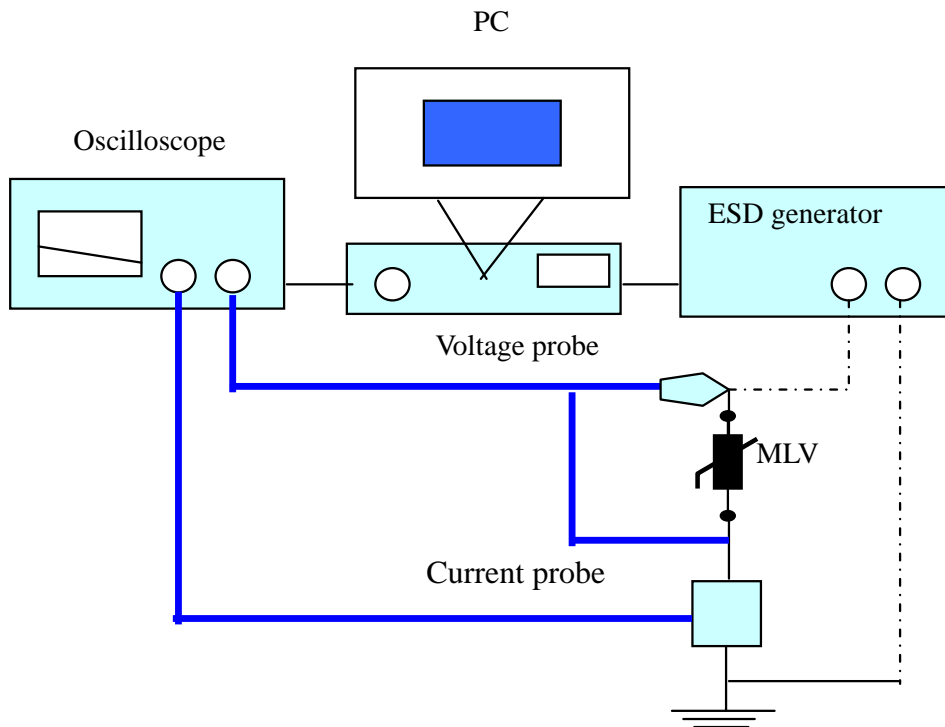 PC
Oscilloscope
ESD generator
Voltage probe
MLV
Current probe